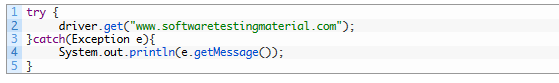 1 try {
2 driver.get("www.softwaretestingmaterial.com");
3 }catch(Exception e){
4 System.out.println(e.getMessage());
5 }